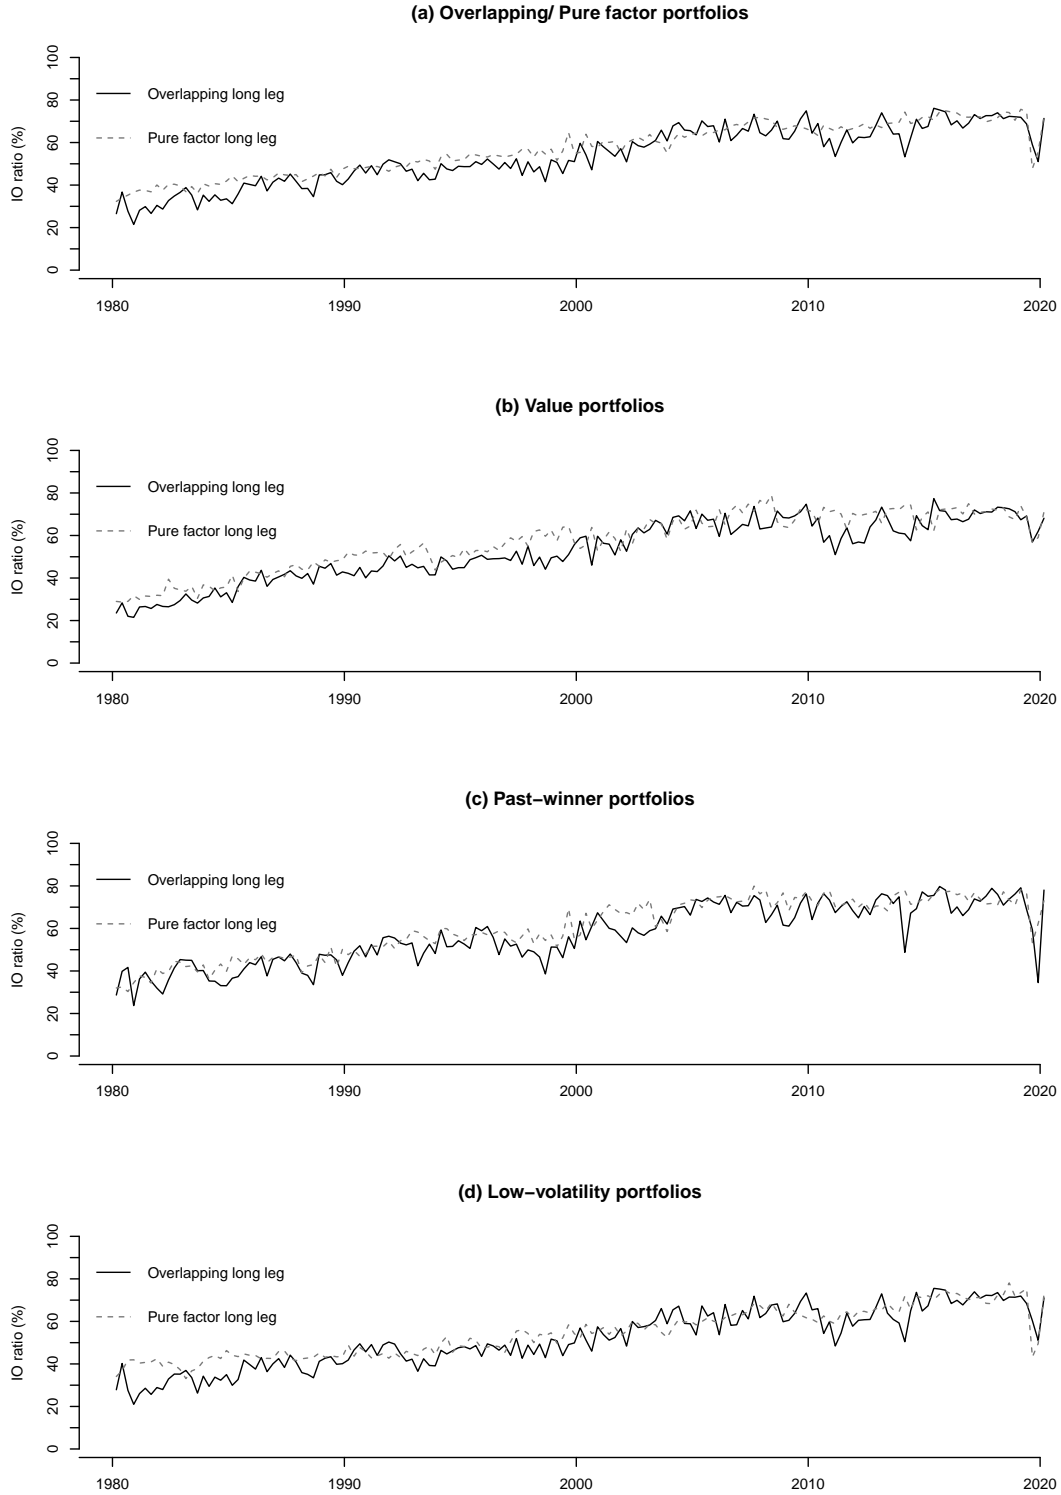 (a) Overlapping/ Pure factor portfolios
IO ratio (%)
100
80
60
40
20
0
Overlapping long leg
Pure factor long leg
1980 1990 2000 2010 2020
(b) Value portfolios
IO ratio (%)
100
80
60
40
20
0
Overlapping long leg
Pure factor long leg
1980 1990 2000 2010 2020
(c) Past−winner portfolios
IO ratio (%)
100
80
60
40
20
0
Overlapping long leg
Pure factor long leg
1980 1990 2000 2010 2020
(d) Low−volatility portfolios
IO ratio (%)
100
80
60
40
20
0
Overlapping long leg
Pure factor long leg
1980 1990 2000 2010 2020